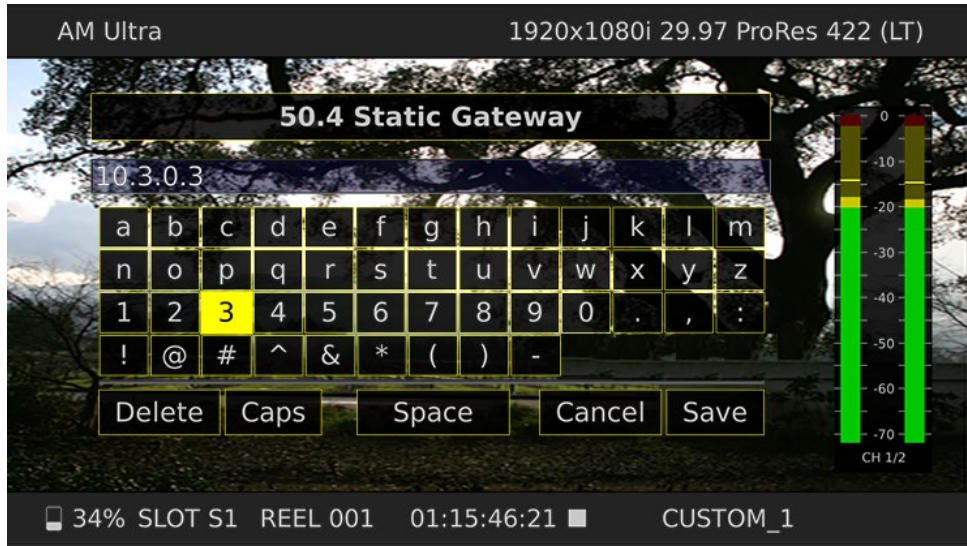 AM Ultra 1920x1080i 29.97 ProRes 422 (LT)
50.4 Static Gateway
10.3.0.3
a b c d e f g h i j k l m
n o p q r s t u v w x y z
1 2 3 4 5 6 7 8 9 0 . , :
! @ # ^ & * ( ) -
Delete Caps Space Cancel Save
0
-10
-20
-30
-40
-50
-60
-70
CH 1/2
34% SLOT S1 REEL 001 01:15:46:21 CUSTOM_1